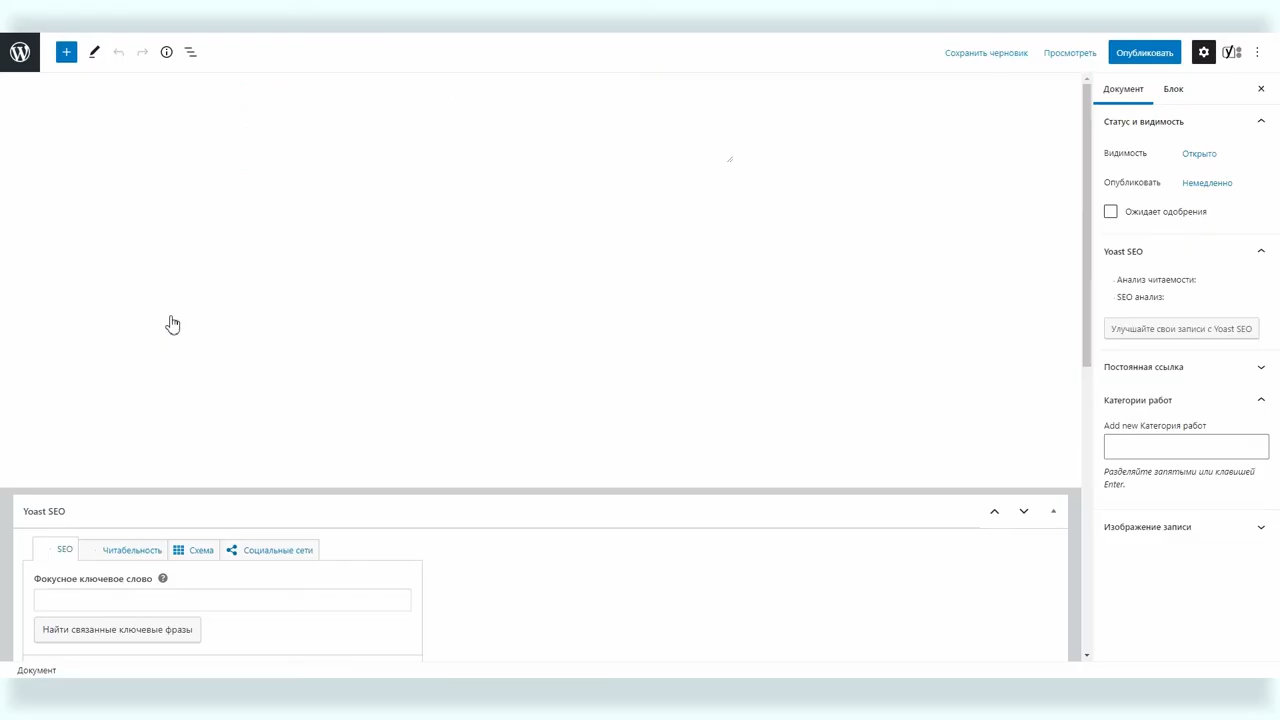 Сохранить черновик
Просмотреть
Опубликовать
Документ
Блок
Статус и видимость
Видимость
Открыто
Опубликовать
Немедленно
Ожидает одобрения
Yoast SEO
Анализ читаемости:
SEO анализ:
Улучшайте свои записи с Yoast SEO
Постоянная ссылка
Категории работ
Add new Категория работ
Разделяйте запятыми или клавишей
Enter.
Изображение записи
Yoast SEO
SEO
Читабельность
Схема
Социальные сети
Фокусное ключевое слово
Найти связанные ключевые фразы
Документ